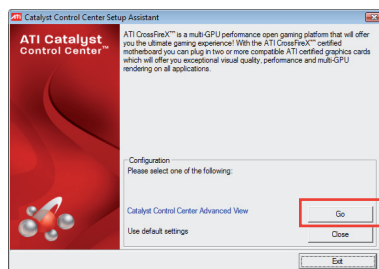 ATI Catalyst Control Center Setup Assistant
ATI Catalyst
Control Center™
ATI CrossFireX™ is a multi-GPU performance open gaming platform that will offer
you the ultimate gaming experience! With the ATI CrossFireX™ certified
motherboard you can plug in two or more compatible ATI certified graphics cards
which will offer you exceptional visual quality, performance and multi-GPU
rendering on all applications.
Configuration
Please select one of the following:
Catalyst Control Center Advanced View
Go
Use default settings
Close
Exit